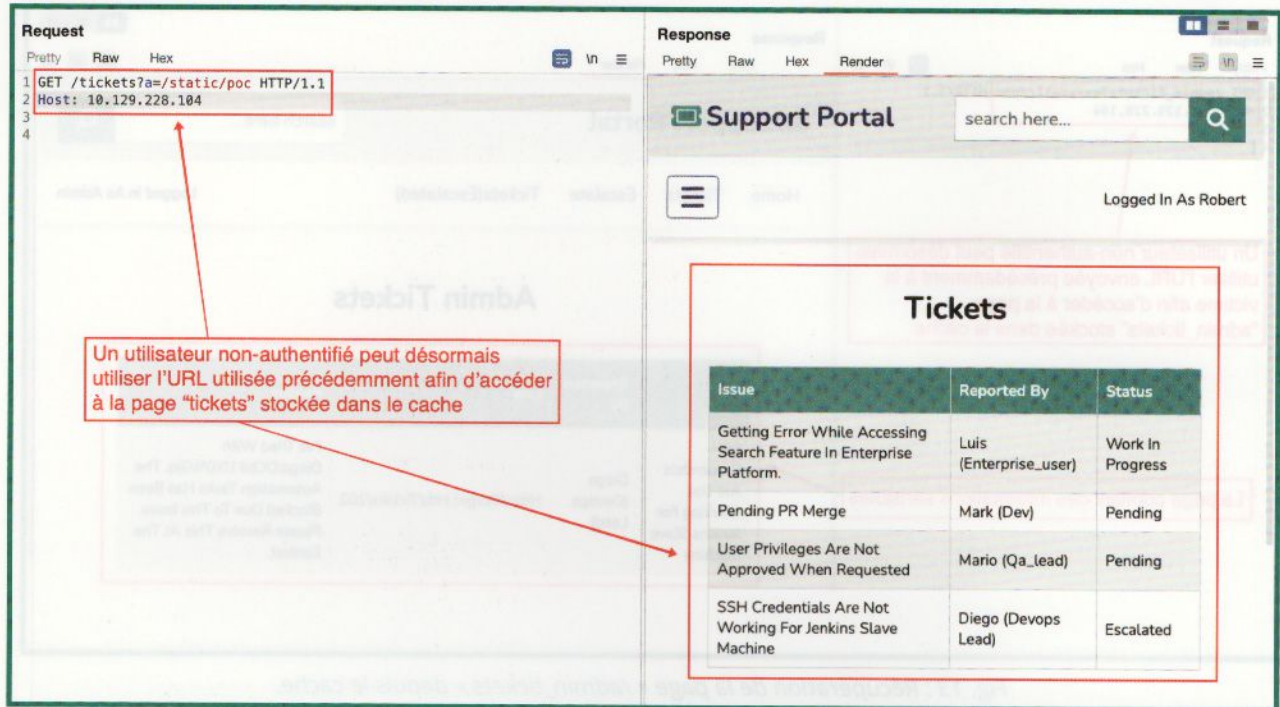 Request
Pretty Raw Hex
\n
1 GET /tickets?a=/static/poc HTTP/1.1
2 Host: 10.129.228.104
3
4
Un utilisateur non-authentifié peut désormais
utiliser l'URL utilisée précédemment afin d'accéder
à la page "tickets" stockée dans le cache
Response
Pretty Raw Hex Render
\n
Support Portal
search here...
Logged In As Robert
Tickets
Issue Reported By Status
Getting Error While Accessing
Search Feature In Enterprise
Platform.
Luis
(Enterprise_user)
Work In
Progress
Pending PR Merge Mark (Dev) Pending
User Privileges Are Not
Approved When Requested
Mario (Qa_lead) Pending
SSH Credentials Are Not
Working For Jenkins Slave
Machine
Diego (Devops
Lead)
Escalated